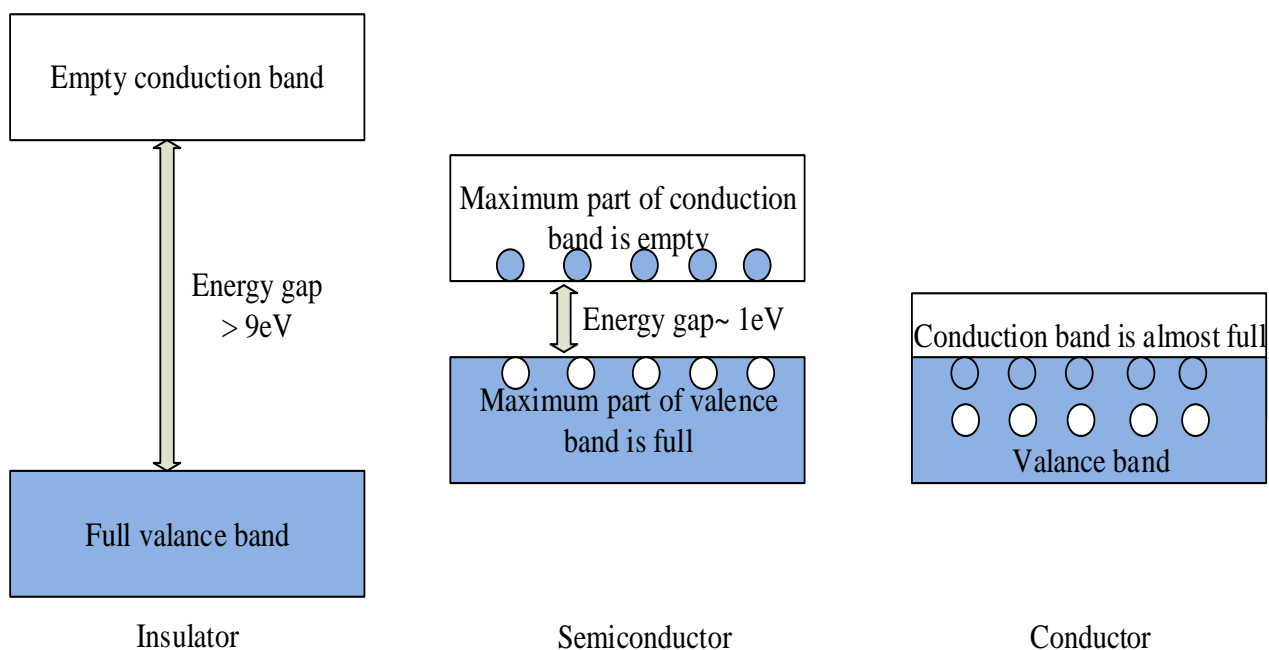 Empty conduction band
Energy gap
> 9eV
Full valance band
Insulator
Maximum part of conduction
band is empty
Energy gap~ 1eV
Maximum part of valence
band is full
Semiconductor
Conduction band is almost full
Valance band
Conductor